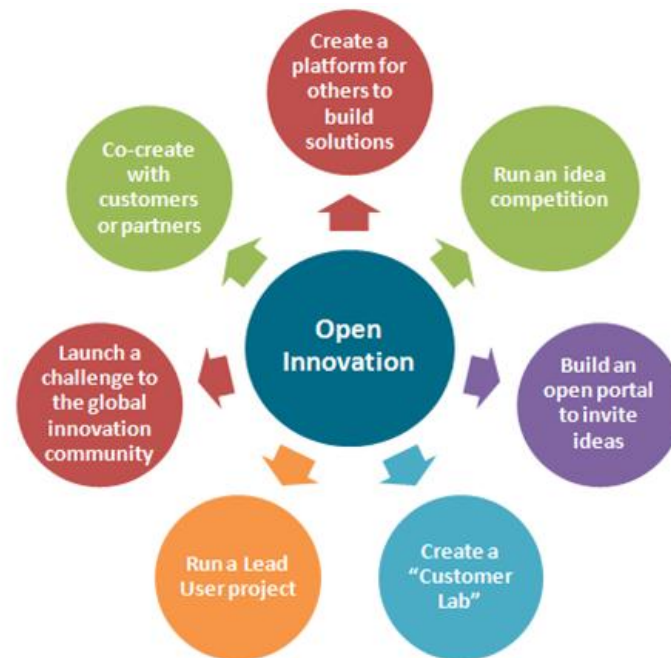 Create a
platform for
others to
build
solutions
Run an idea
competition
Build an
open portal
to invite
ideas
Create a
“Customer
Lab”
Run a Lead
User project
Launch a
challenge to
the global
innovation
community
Co-create
with
customers
or partners
Open
Innovation